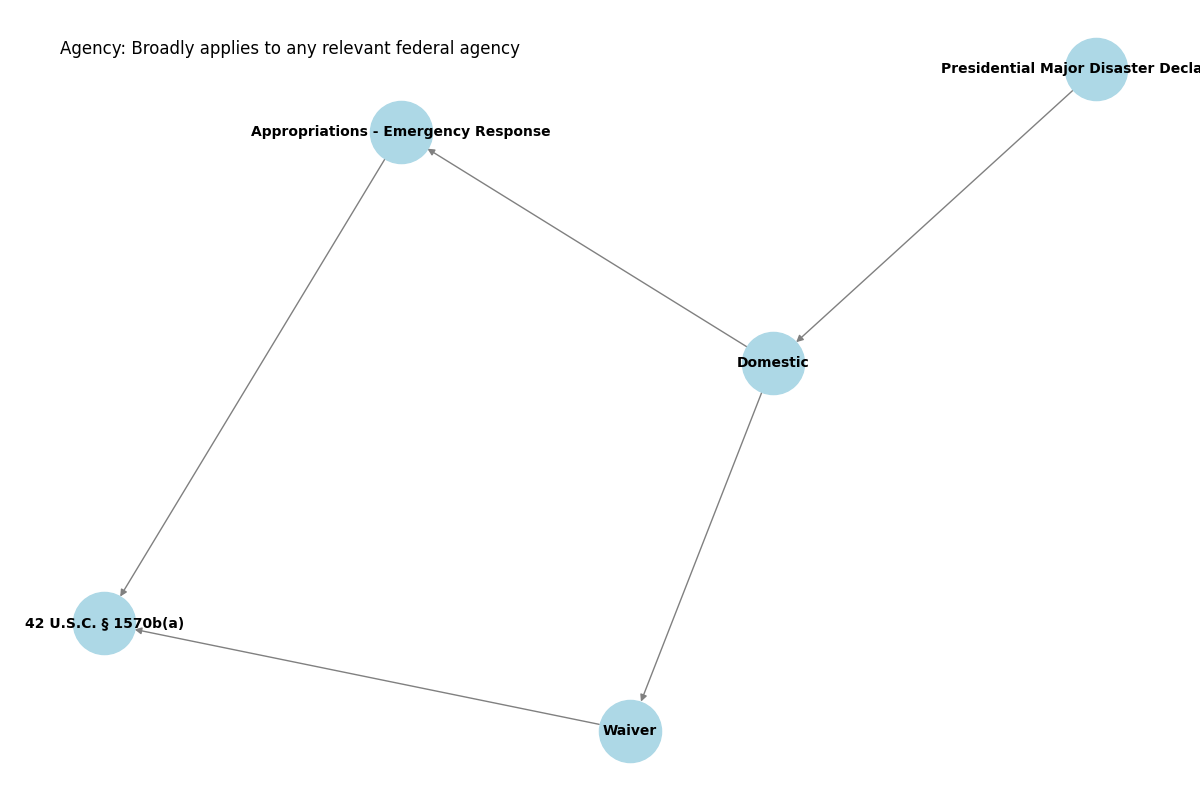 Agency: Broadly applies to any relevant federal agency
Presidential Major Disaster Decla
Appropriations - Emergency Response
Domestic
42 U.S.C. § 1570b(a)
Waiver